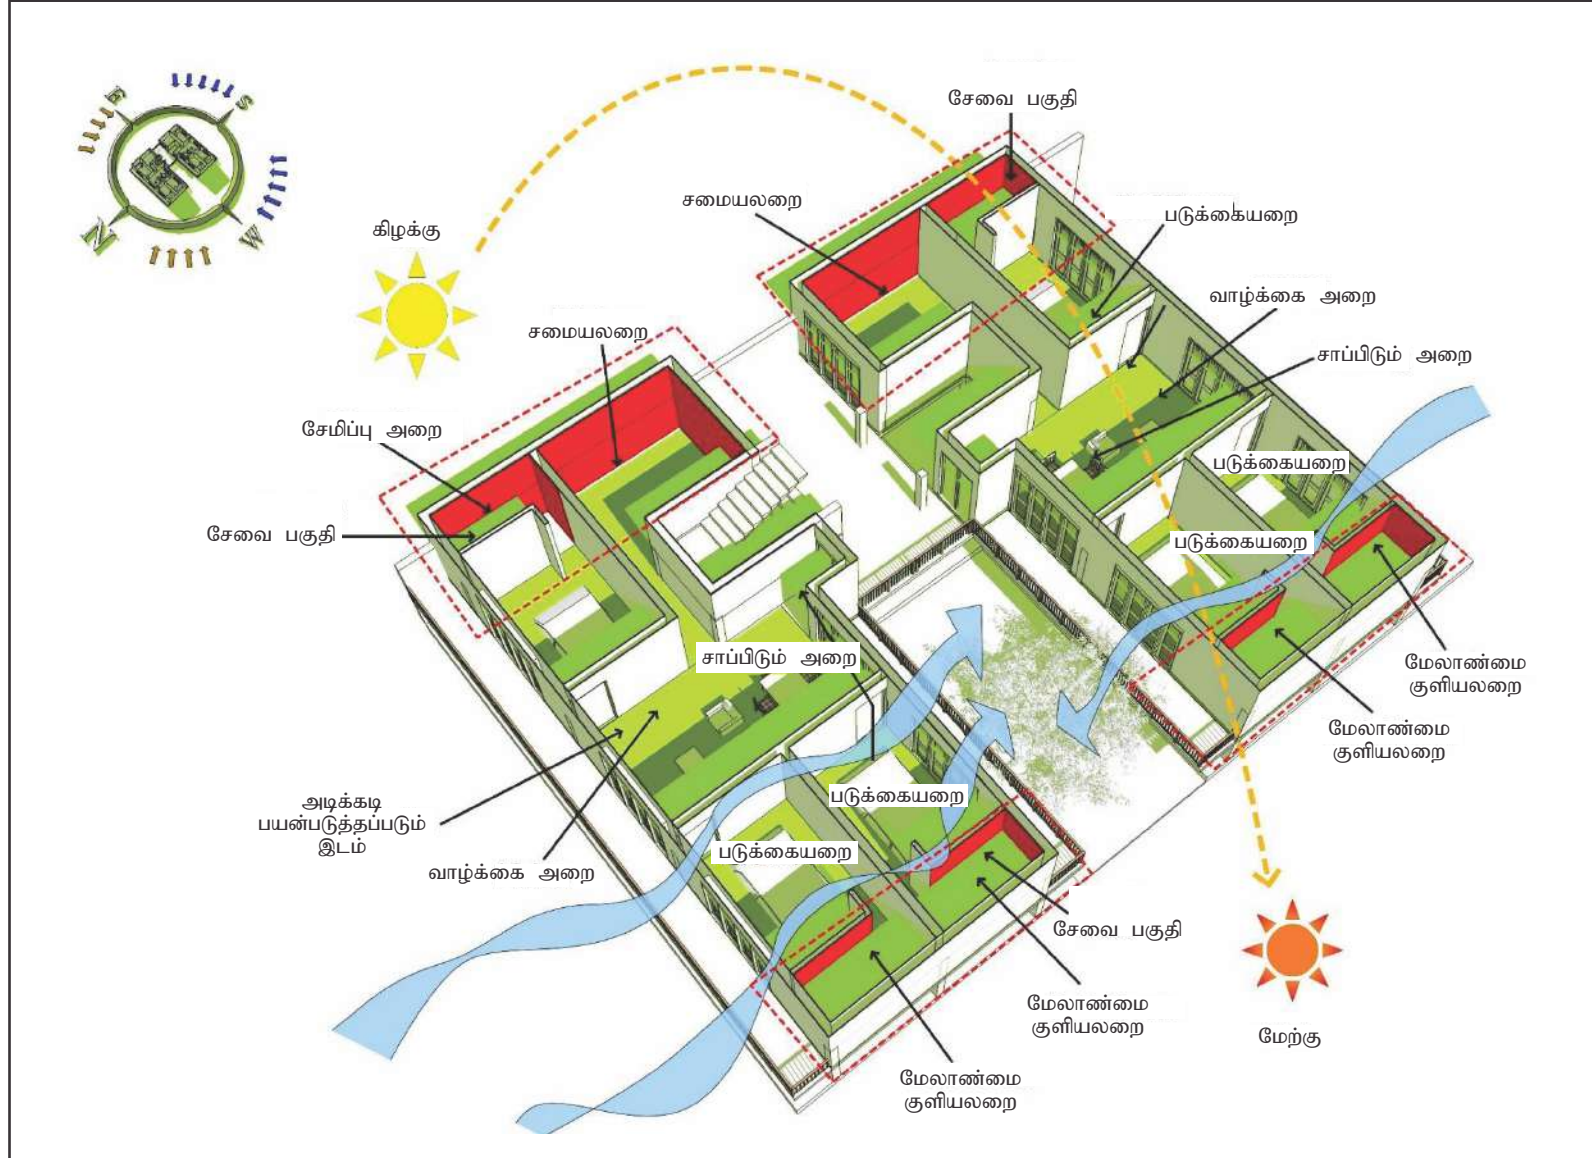 சேவை பகுதி
E
S
N
W
சமையலறை
படுக்கையறை
கிழக்கு
வாழ்க்கை அறை
சமையலறை
சாப்பிடும் அறை
சேமிப்பு அறை
படுக்கையறை
சேவை பகுதி
படுக்கையறை
சாப்பிடும் அறை
மேலாண்மை
குளியலறை
மேலாண்மை
குளியலறை
படுக்கையறை
அடிக்கடி
பயன்படுத்தப்படும்
இடம்
படுக்கையறை
வாழ்க்கை அறை
சேவை பகுதி
மேலாண்மை
குளியலறை
மேற்கு
மேலாண்மை
குளியலறை